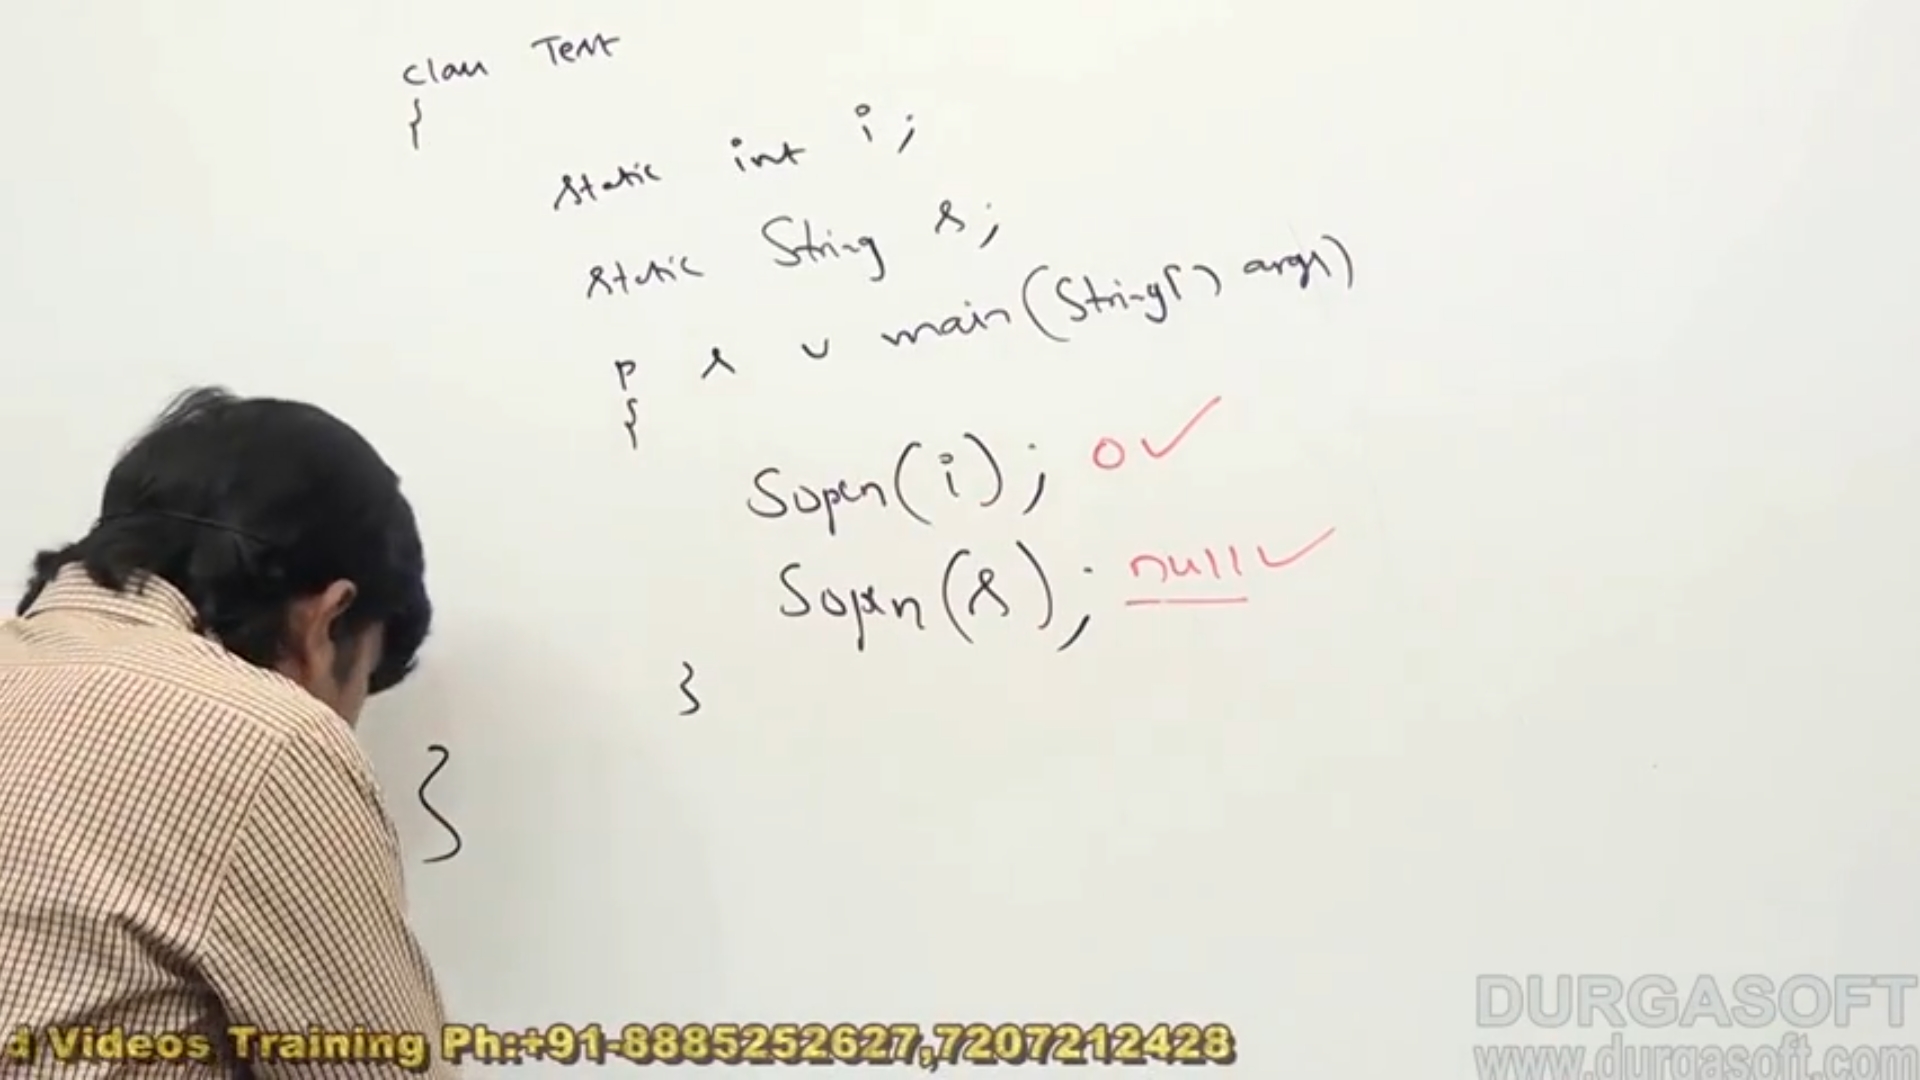 class Test
{
static int i;
static String s;
p s v main(String[] args)
{
Sopln(i); 0✓
Sopln(s); null✓
}
}
d Videos Training Ph:+91-8885252627,7207212428
DURGASOFT
www.durgasoft.com